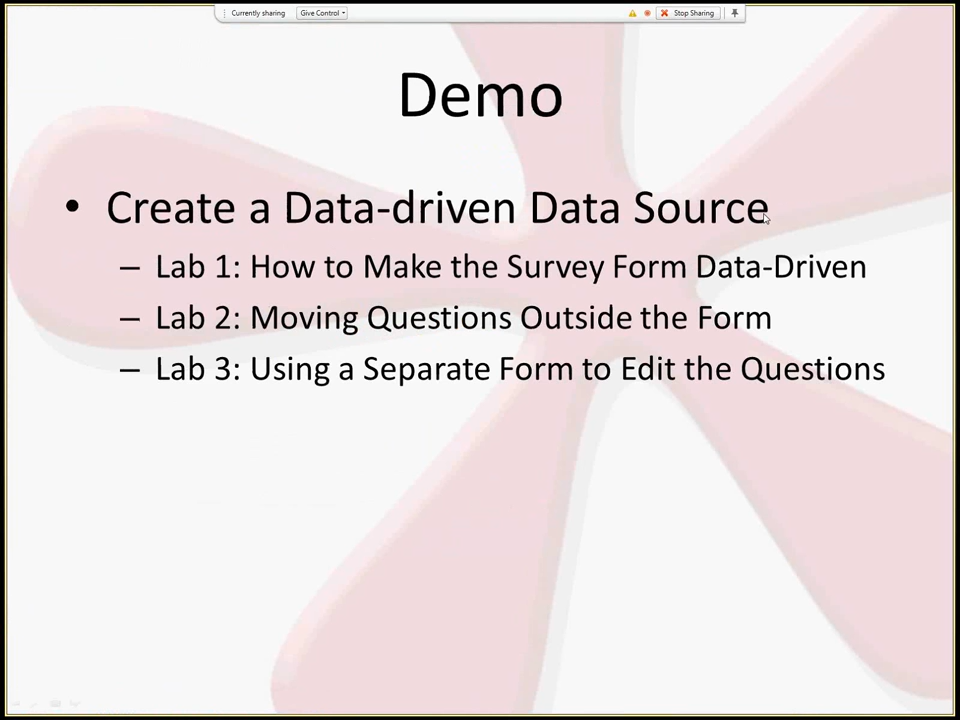 Currently sharing Give Control Stop Sharing
Demo
• Create a Data-driven Data Source
– Lab 1: How to Make the Survey Form Data-Driven
– Lab 2: Moving Questions Outside the Form
– Lab 3: Using a Separate Form to Edit the Questions